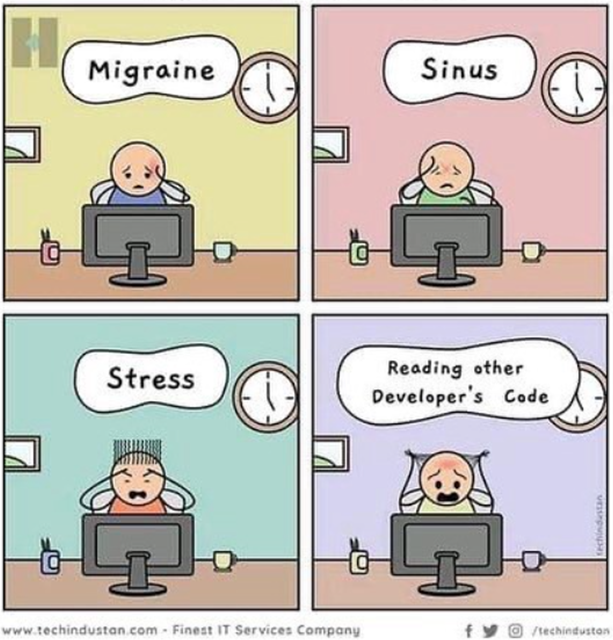 Migraine
Sinus
Stress
Reading other
Developer's Code
techindustan
www.techindustan.com - Finest IT Services Company
/techindustan